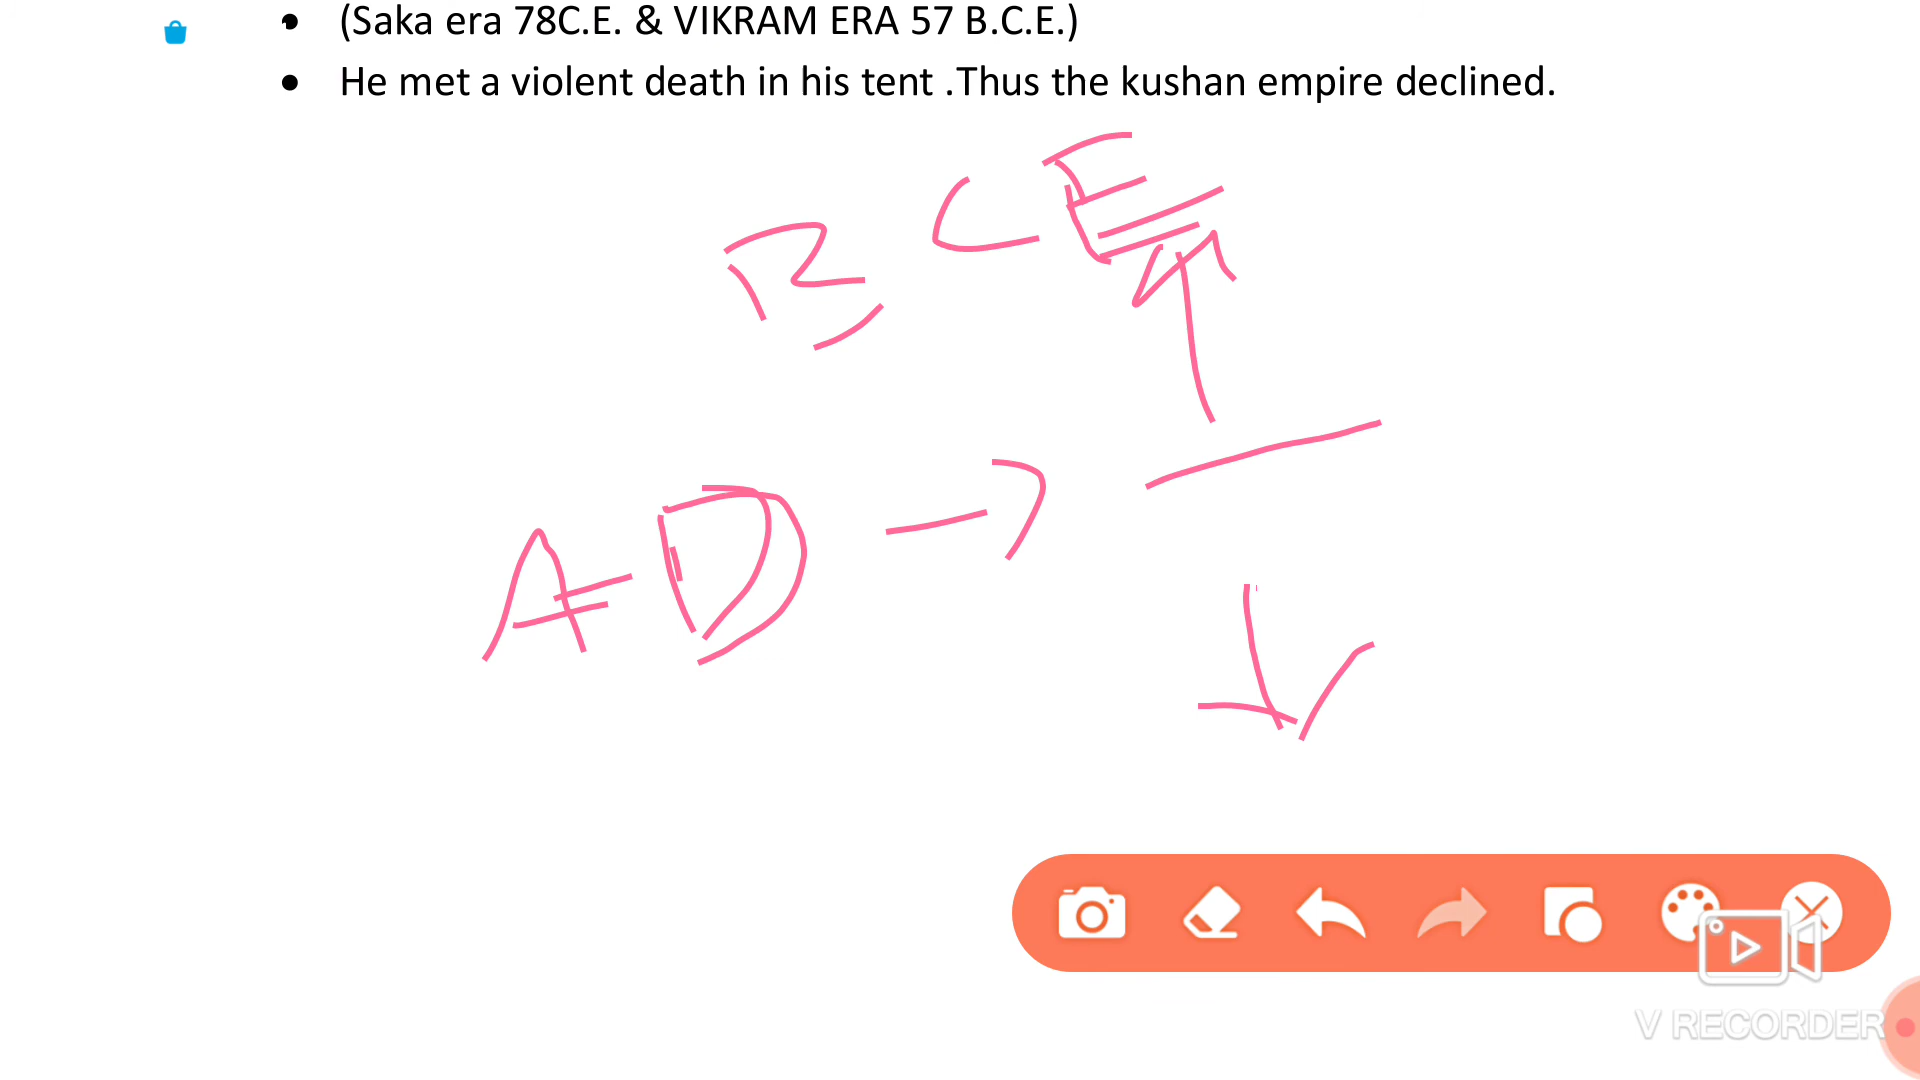 • (Saka era 78C.E. & VIKRAM ERA 57 B.C.E.)
• He met a violent death in his tent .Thus the kushan empire declined.
B.CE
AD →
V RECORDER